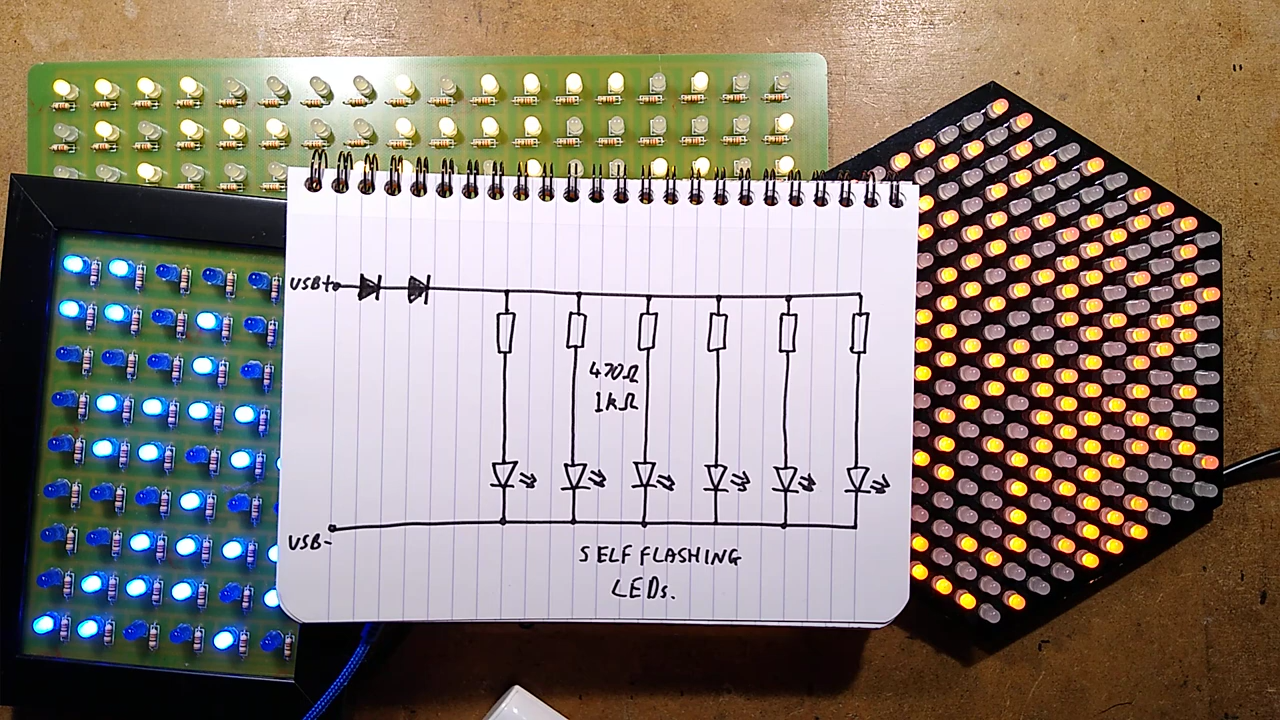 USB+
470Ω
1kΩ
USB-
SELF FLASHING
LEDs.